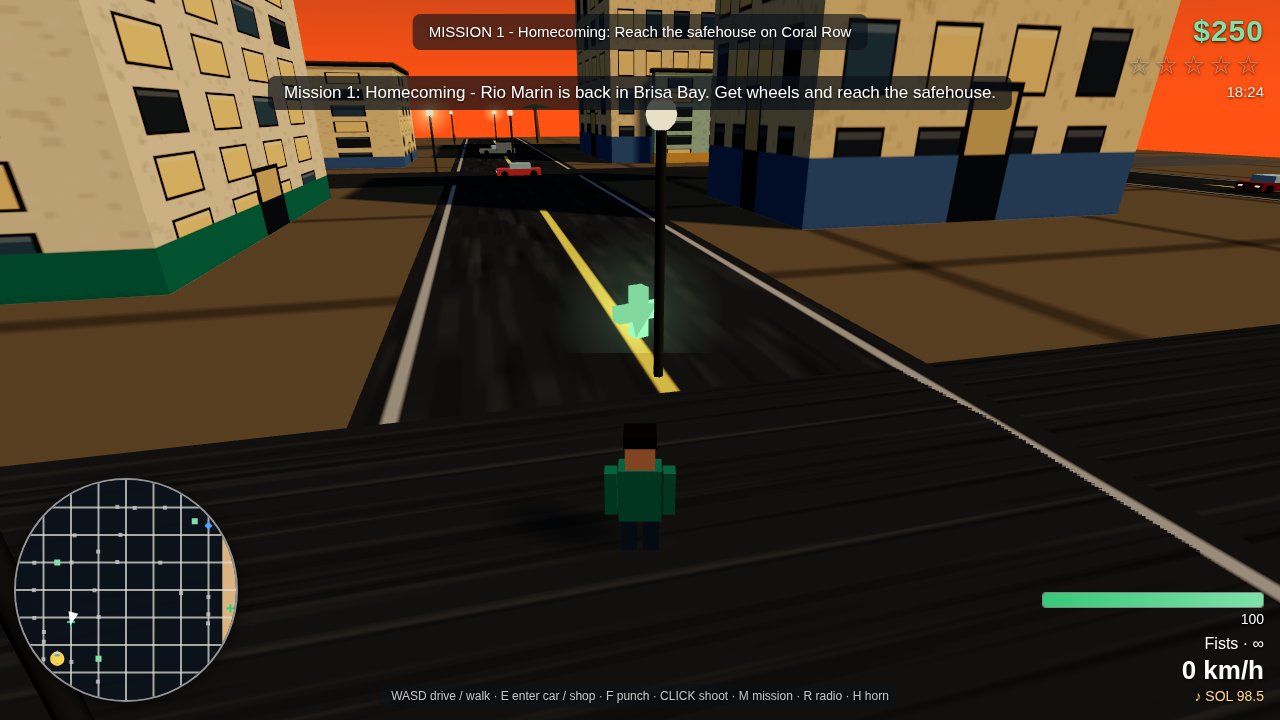 MISSION 1 - Homecoming: Reach the safehouse on Coral Row
$250
☆ ☆ ☆ ☆ ☆
Mission 1: Homecoming - Rio Marin is back in Brisa Bay. Get wheels and reach the safehouse.
18:24
100
Fists · ∞
0 km/h
WASD drive / walk · E enter car / shop · F punch · CLICK shoot · M mission · R radio · H horn
♪ SOL 98.5